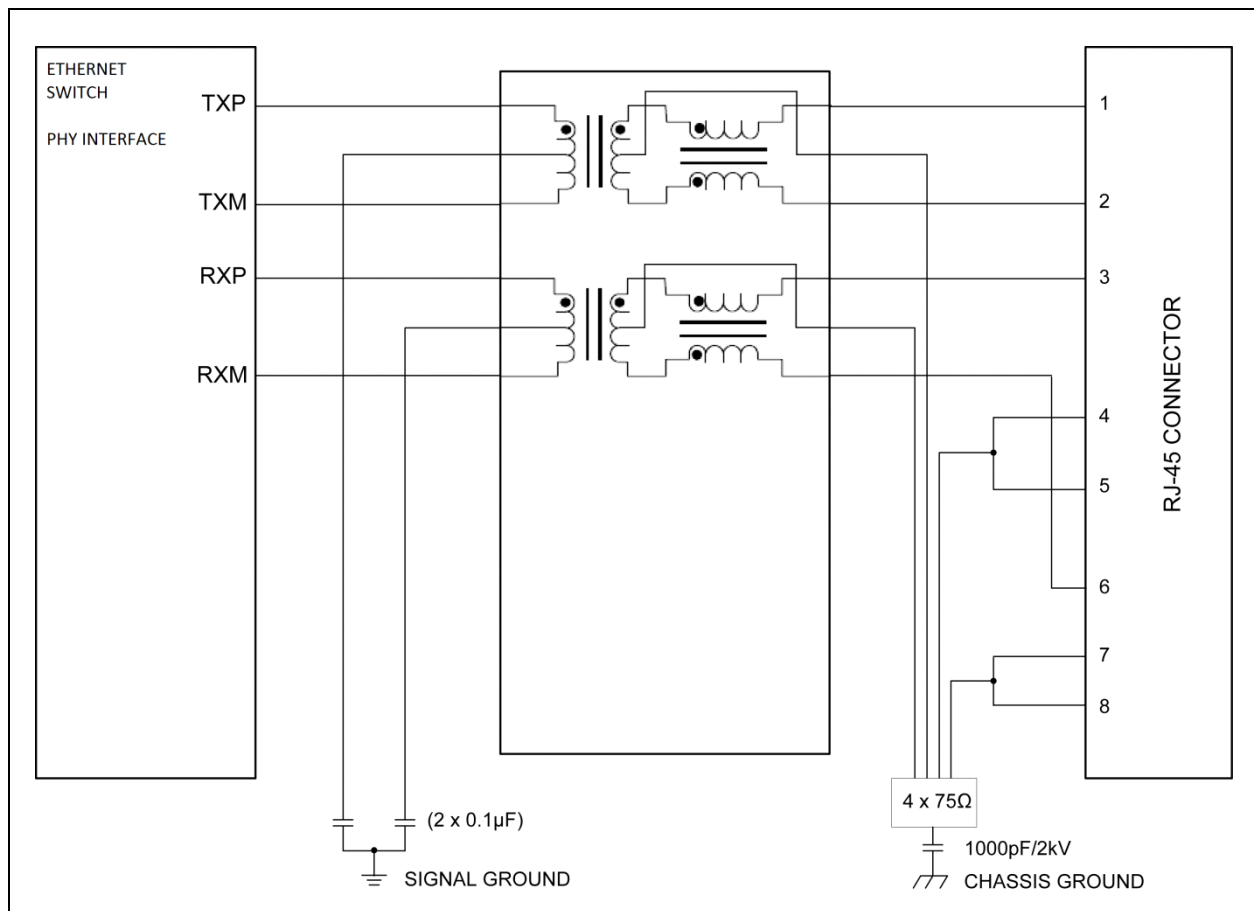 ETHERNET
SWITCH
PHY INTERFACE
TXP
TXM
RXP
RXM
1
2
3
4
5
6
7
8
RJ-45 CONNECTOR
(2 x 0.1µF)
SIGNAL GROUND
4 x 75Ω
1000pF/2kV
CHASSIS GROUND